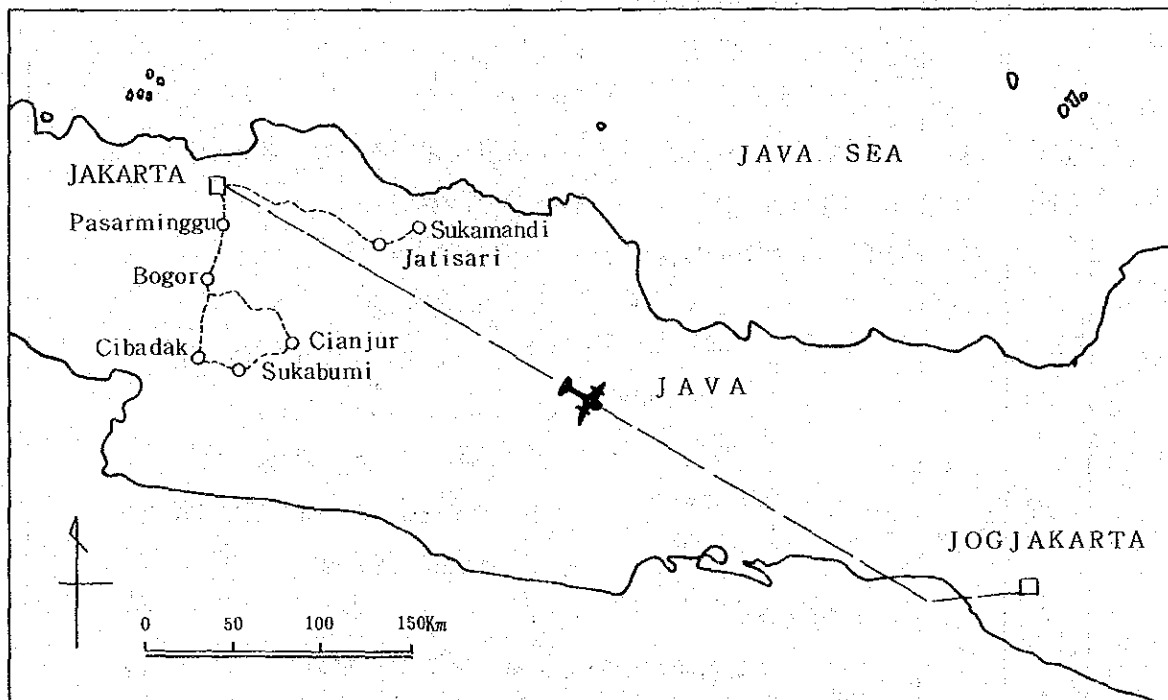 JAVA SEA
JAKARTA
Pasarminggu
Sukamandi
Jatisari
Bogor
Cibadak
Cianjur
Sukabumi
JAVA
JOGJAKARTA
0 50 100 150Km